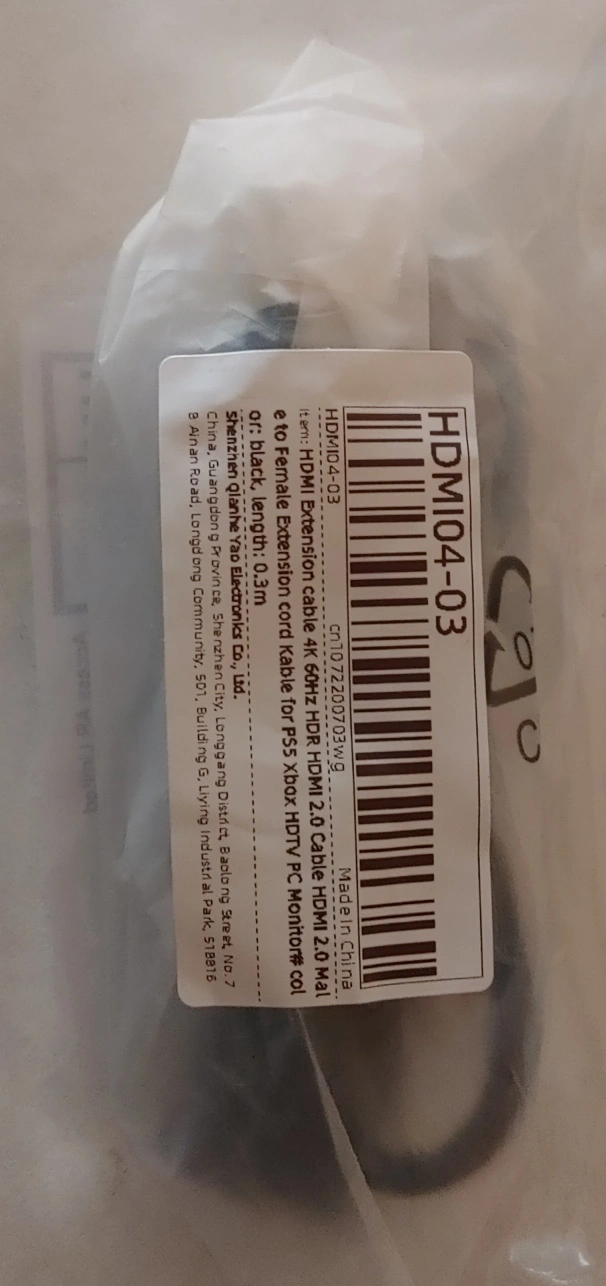 HDMI04-03
HDMI04-03 cn1072200703wg Made In China
Item: HDMI Extension cable 4K 60Hz HDR HDMI 2.0 Cable HDMI 2.0 Mal
e to Female Extension cord Kable for PS5 Xbox HDTV PC Monitor# col
or: black, length: 0.3m
Shenzhen Qianhe Yao Electronics Co., Ltd.
China, Guangdong Province, Shenzhen City, Longgang District, Baolong Street, No. 7
8 Ainan Road, Longdong Community, 501, Building G, Liying Industrial Park, 518816